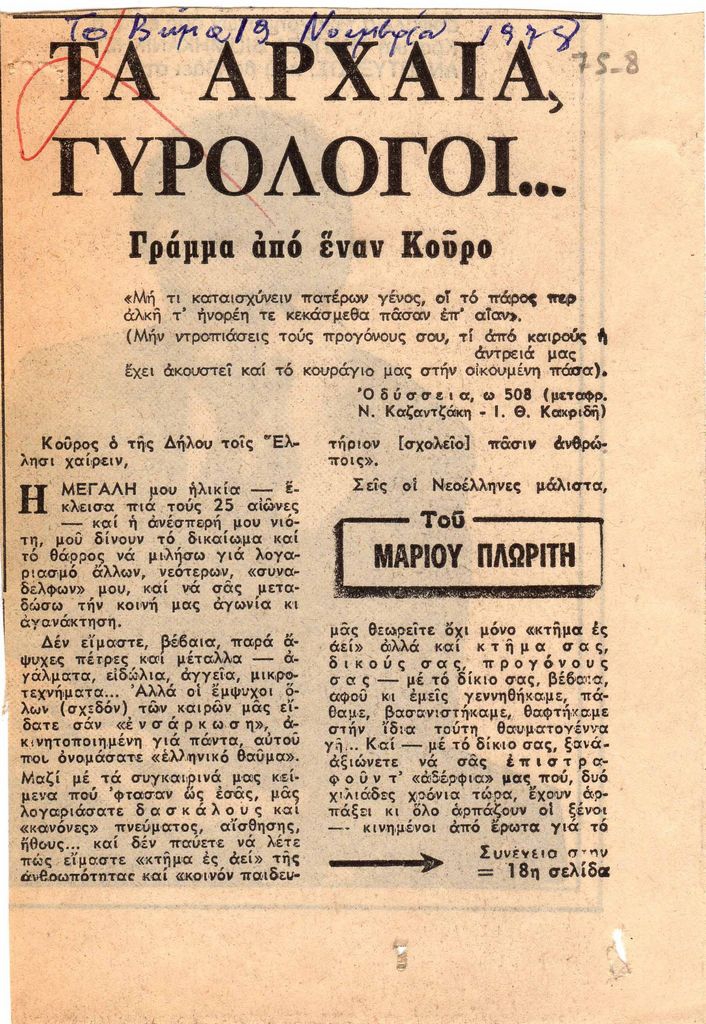 Το Βημα 19 Νοεμβρίου 1978
75-8
ΤΑ ΑΡΧΑΙΑ,
ΓΥΡΟΛΟΓΟΙ...
Γράμμα ἀπό ἕναν Κοῦρο
«Μή τι καταισχύνειν πατέρων γένος, οἵ τό πάρος περ
ἀλκῆ τ' ἠνορέη τε κεκάσμεθα πᾶσαν ἐπ' αἶαν».
(Μήν ντροπιάσεις τούς προγόνους σου, τί ἀπό καιρούς ἡ
ἀντρειά μας
ἔχει ἀκουστεῖ καί τό κουράγιο μας στήν οἰκουμένη πάσα).
Ὀδύσσεια, ω 508 (μεταφρ.
Ν. Καζαντζάκη - Ι. Θ. Κακριδῆ)
Κοῦρος ὁ τῆς Δήλου τοῖς Ἕλ-
λησι χαίρειν,
Η ΜΕΓΑΛΗ μου ἡλικία — ἔ-
κλεισα πιά τούς 25 αἰῶνες
— καί ἡ ἀνέσπερή μου νιό-
τη, μοῦ δίνουν τό δικαίωμα καί
τό θάρρος νά μιλήσω γιά λογα-
ριασμό ἄλλων, νεότερων, «συνα-
δέλφων» μου, καί νά σᾶς μετα-
δώσω τήν κοινή μας ἀγωνία κι
ἀγανάκτηση.
Δέν εἴμαστε, βέβαια, παρά ἄ-
ψυχες πέτρες καί μέταλλα — ἀ-
γάλματα, εἰδώλια, ἀγγεῖα, μικρο-
τεχνήματα... Ἀλλά οἱ ἔμψυχοι ὅ-
λων (σχεδόν) τῶν καιρῶν μᾶς εἴ-
δατε σάν «ἐνσάρκωση», ἀ-
κινητοποιημένη γιά πάντα, αὐτοῦ
που ὀνομάσατε «ἑλληνικό θαῦμα».
Μαζί μέ τά συγκαιρινά μας κεί-
μενα πού 'φτασαν ὥς ἐσᾶς, μᾶς
λογαριάσατε δασκάλους καί
«κανόνες» πνεύματος, αἴσθησης,
ἤθους... καί δέν παύετε νά λέτε
πώς εἴμαστε «κτῆμα ἐς ἀεί» τῆς
ἀνθρωπότητας καί «κοινόν παιδευ-
τήριον [σχολεῖο] πᾶσιν ἀνθρώ-
ποις».
Σεῖς οἱ Νεοέλληνες μάλιστα,
Τοῦ
ΜΑΡΙΟΥ ΠΛΩΡΙΤΗ
μᾶς θεωρεῖτε ὄχι μόνο «κτῆμα ἐς
ἀεί» ἀλλά καί κτῆμα σας,
δικούς σας, προγόνους
σας — μέ τό δίκιο σας, βέβαια,
ἀφοῦ κι ἐμεῖς γεννηθήκαμε, πά-
θαμε, βασανιστήκαμε, θαφτήκαμε
στήν ἴδια τούτη θαυματογέννα
γῆ... Καί — μέ τό δίκιο σας, ξανά-
ἀξιώνετε νά σᾶς ἐπιστρα-
φοῦν τ' «ἀδέρφια» μας πού, δυό
χιλιάδες χρόνια τώρα, ἔχουν ἁρ-
πάξει κι ὅλο ἁρπάζουν οἱ ξένοι
— κινημένοι ἀπό ἔρωτα γιά τό
Συνέχεια στην
= 18η σελίδα